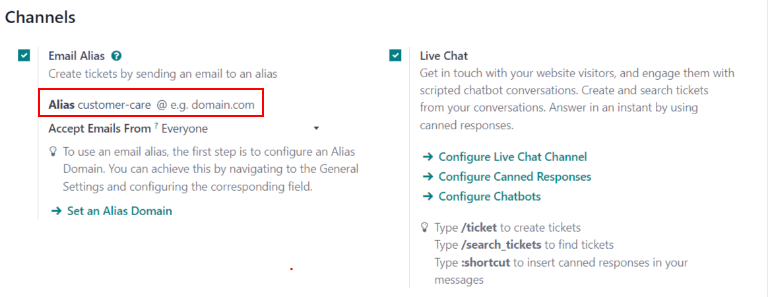 Channels
Email Alias ?
Create tickets by sending an email to an alias
Alias customer-care @ e.g. domain.com
Accept Emails From ? Everyone
To use an email alias, the first step is to configure an Alias
Domain. You can achieve this by navigating to the General
Settings and configuring the corresponding field.
→ Set an Alias Domain
Live Chat
Get in touch with your website visitors, and engage them with
scripted chatbot conversations. Create and search tickets
from your conversations. Answer in an instant by using
canned responses.
→ Configure Live Chat Channel
→ Configure Canned Responses
→ Configure Chatbots
Type /ticket to create tickets
Type /search_tickets to find tickets
Type :shortcut to insert canned responses in your
messages